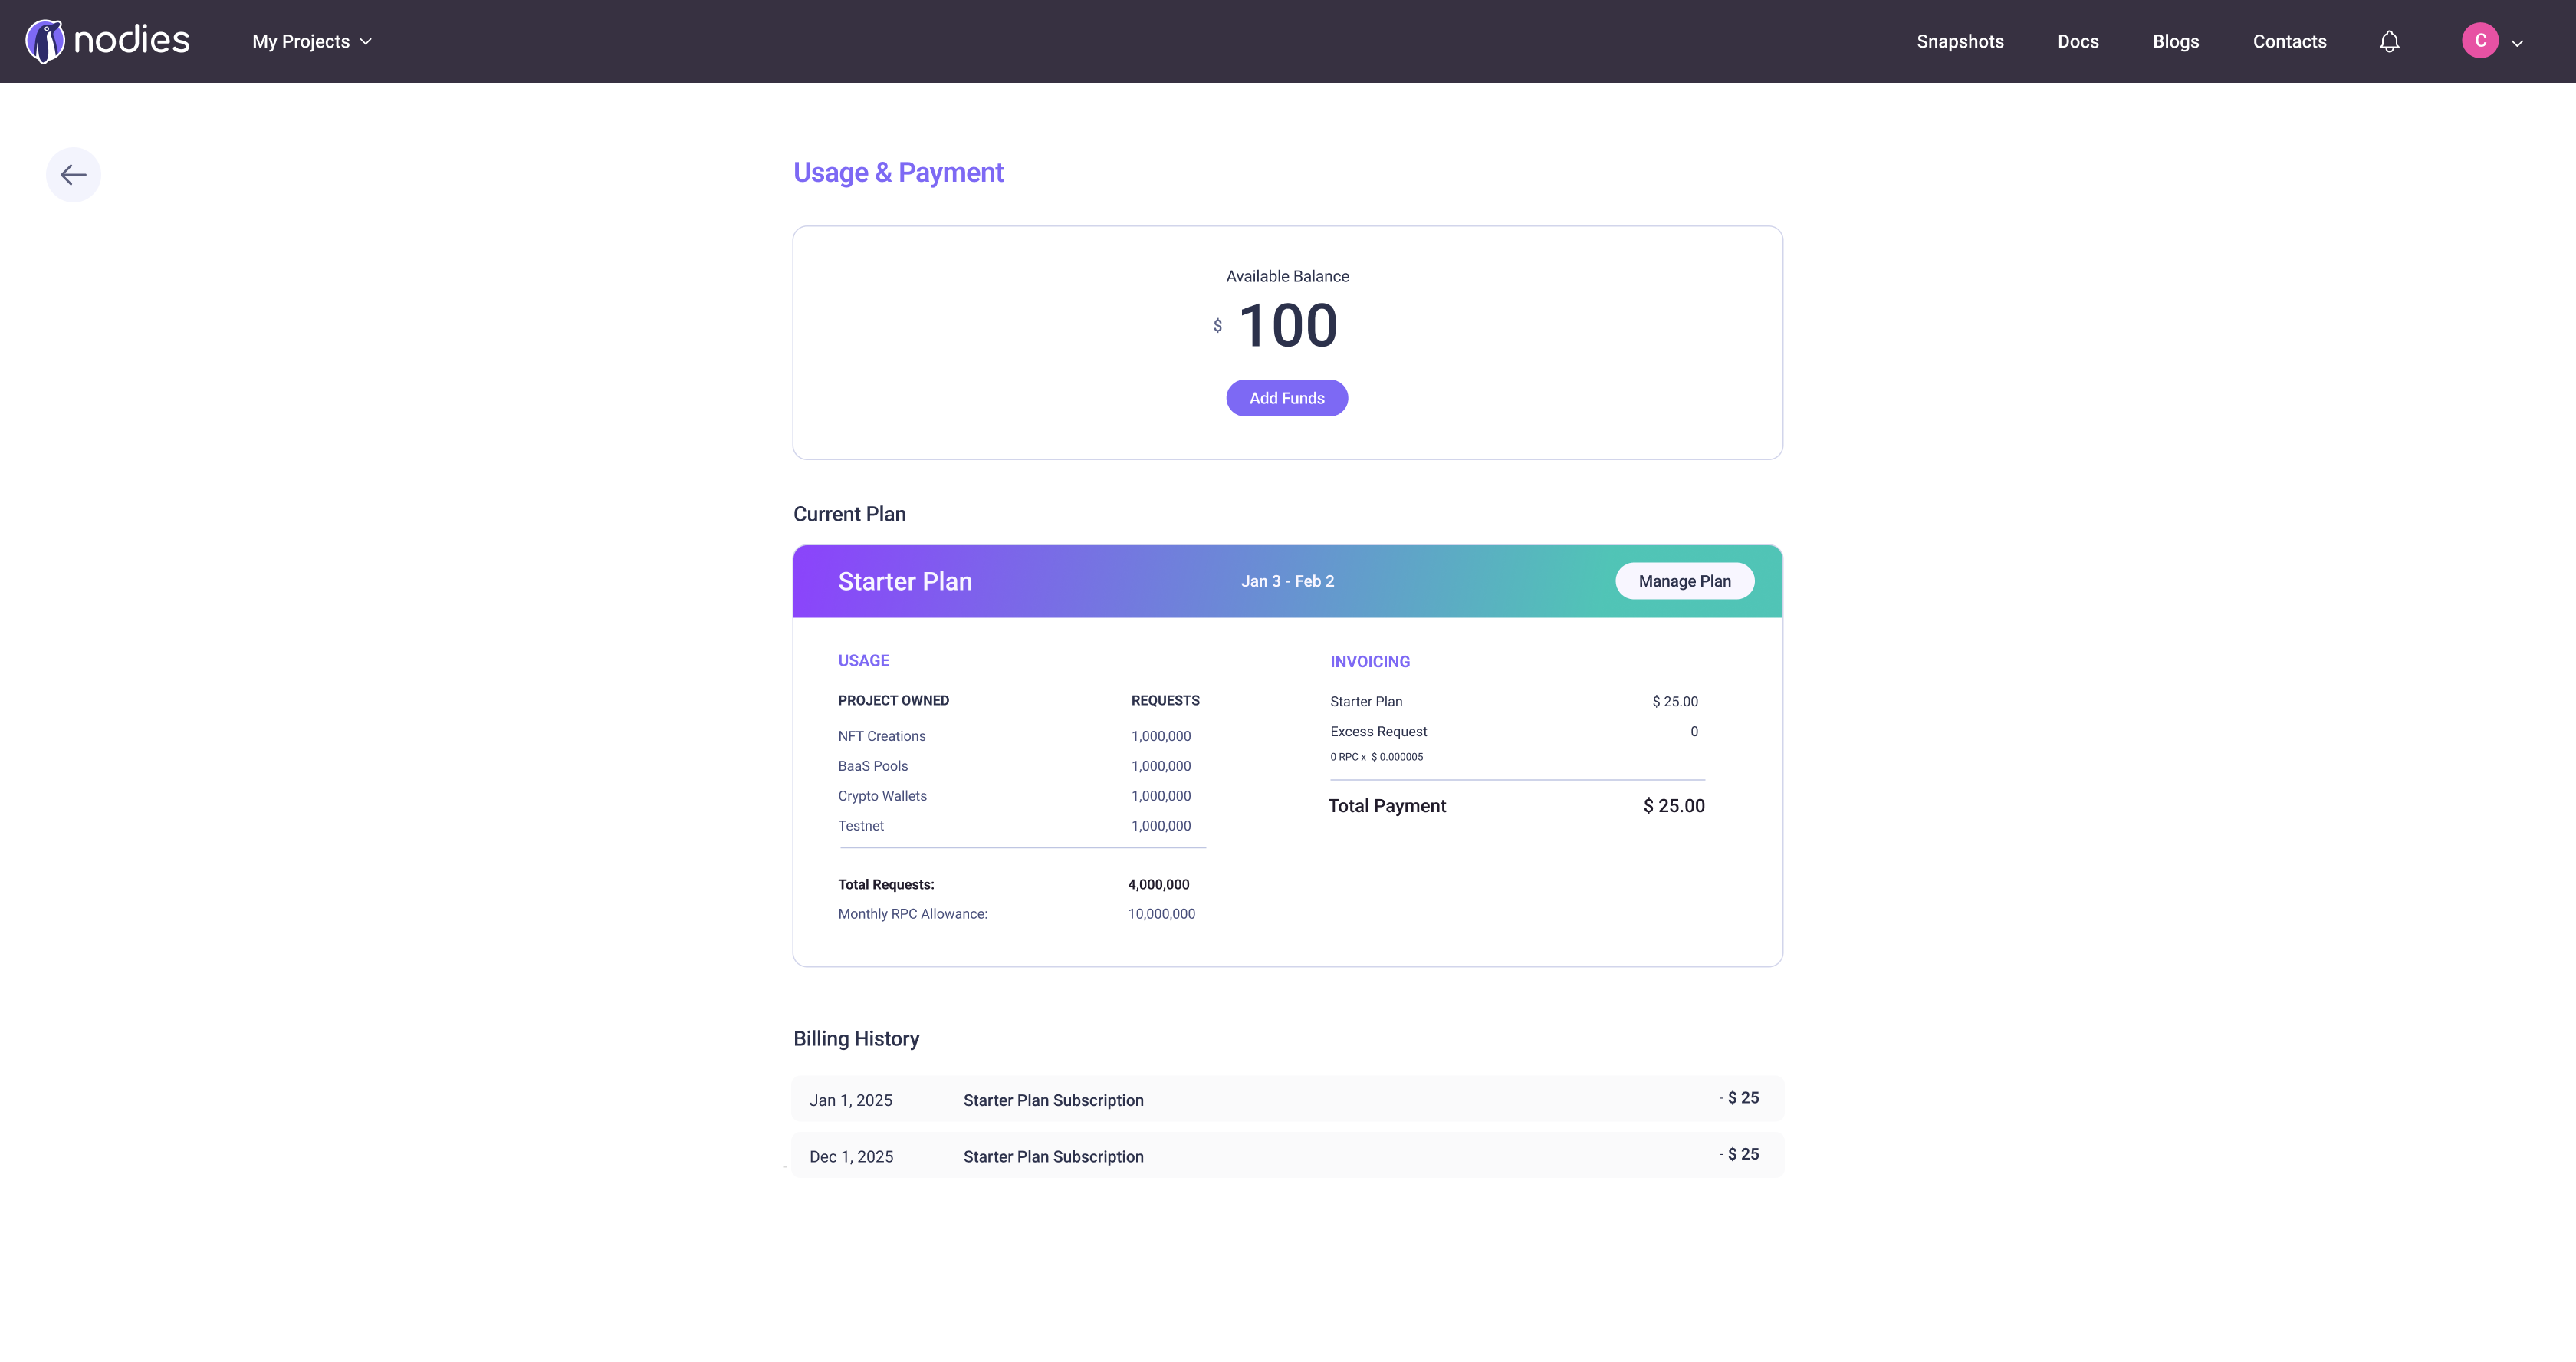 nodies My Projects Snapshots Docs Blogs Contacts C
Usage & Payment
Available Balance
$ 100
Add Funds
Current Plan
Starter Plan Jan 3 - Feb 2 Manage Plan
USAGE
PROJECT OWNED REQUESTS
NFT Creations 1,000,000
BaaS Pools 1,000,000
Crypto Wallets 1,000,000
Testnet 1,000,000
Total Requests: 4,000,000
Monthly RPC Allowance: 10,000,000
INVOICING
Starter Plan $ 25.00
Excess Request 0
0 RPC x $ 0.000005
Total Payment $ 25.00
Billing History
Jan 1, 2025 Starter Plan Subscription - $ 25
Dec 1, 2025 Starter Plan Subscription - $ 25